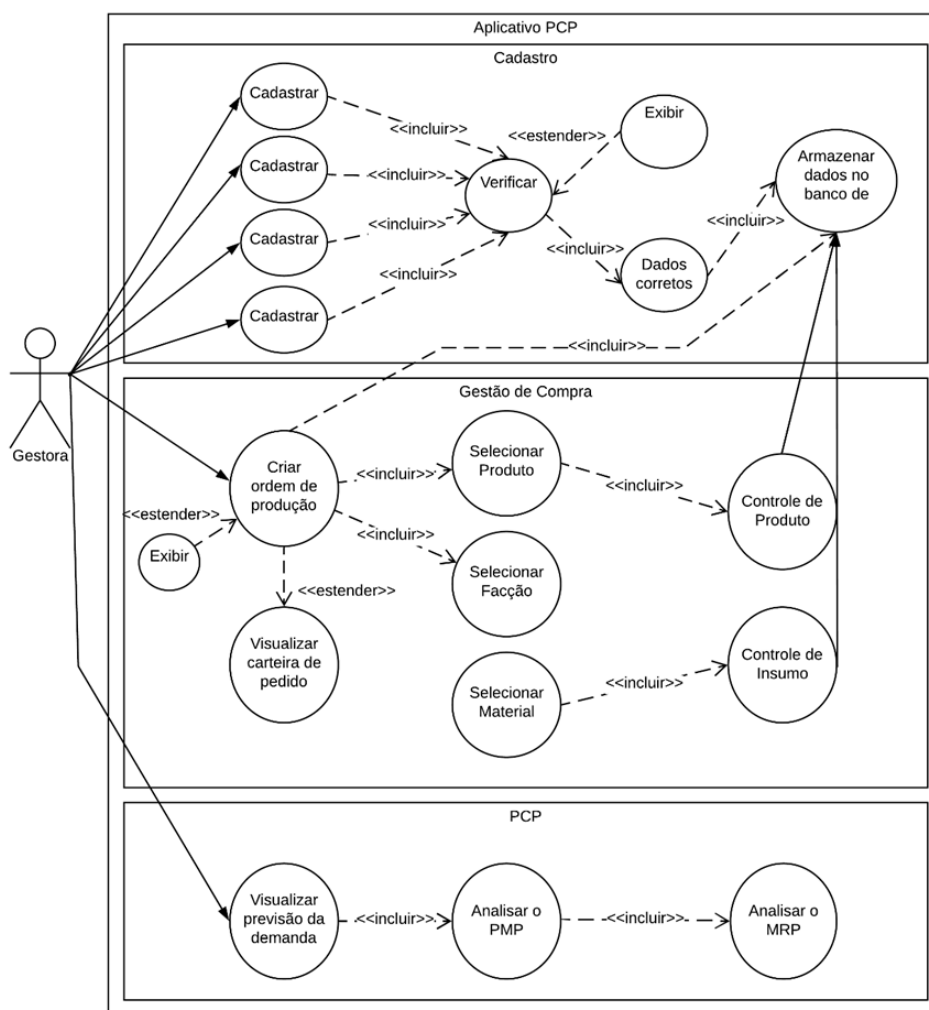 Aplicativo PCP
Cadastro
Cadastrar
<<incluir>>
Cadastrar
<<incluir>>
Cadastrar
<<incluir>>
Cadastrar
<<incluir>>
Verificar
<<estender>>
Exibir
<<incluir>>
Dados
corretos
<<incluir>>
Armazenar
dados no
banco de
<<incluir>>
Gestora
Gestão de Compra
Criar
ordem de
produção
<<estender>>
Exibir
<<incluir>>
<<incluir>>
<<estender>>
Visualizar
carteira de
pedido
Selecionar
Produto
<<incluir>>
Controle de
Produto
Selecionar
Facção
Selecionar
Material
<<incluir>>
Controle de
Insumo
PCP
Visualizar
previsão da
demanda
<<incluir>>
Analisar o
PMP
<<incluir>>
Analisar o
MRP